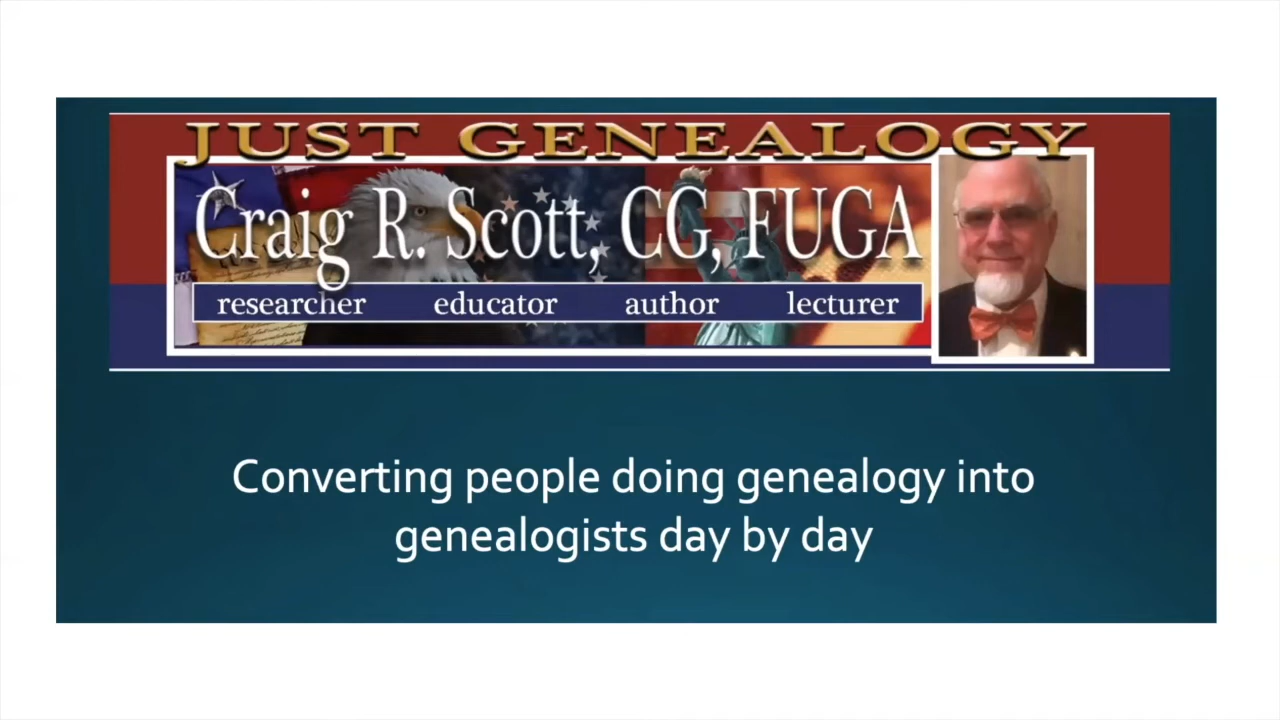 JUST GENEALOGY
Craig R. Scott, CG, FUGA
researcher educator author lecturer
Converting people doing genealogy into
genealogists day by day